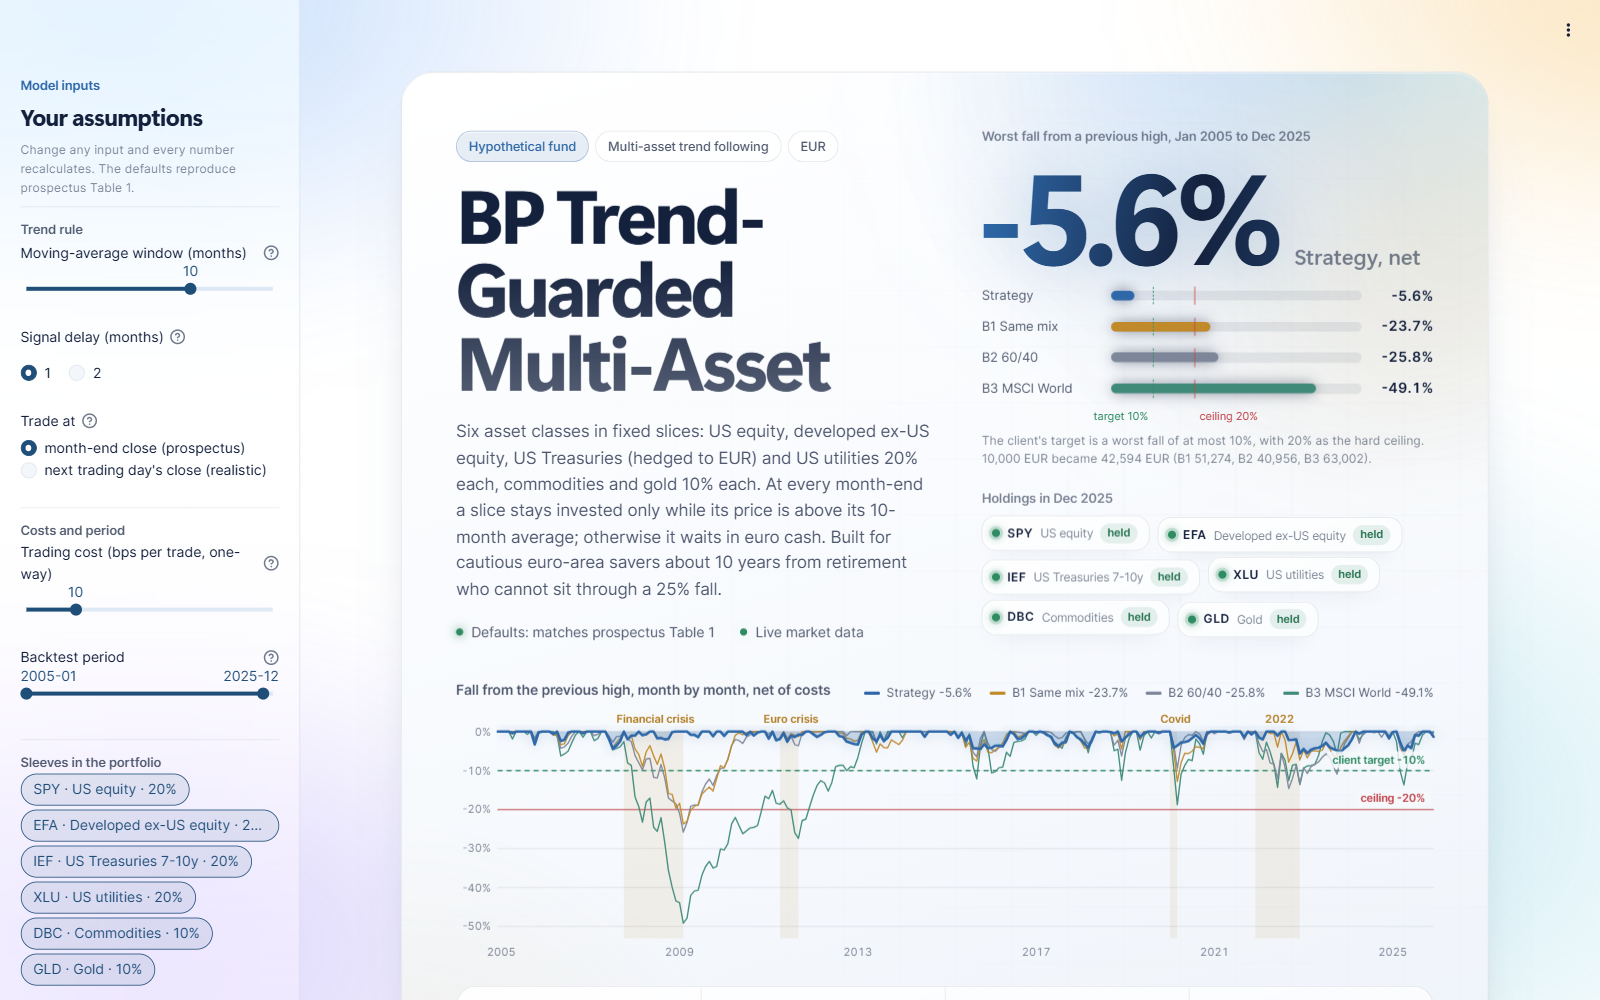 Model inputs
Your assumptions
Change any input and every number
recalculates. The defaults reproduce
prospectus Table 1.
Trend rule
Moving-average window (months)
10
Signal delay (months)
1
2
Trade at
month-end close (prospectus)
next trading day's close (realistic)
Costs and period
Trading cost (bps per trade, one-
way)
10
Backtest period
2005-01
2025-12
Sleeves in the portfolio
SPY · US equity · 20%
EFA · Developed ex-US equity · 2...
IEF · US Treasuries 7-10y · 20%
XLU · US utilities · 20%
DBC · Commodities · 10%
GLD · Gold · 10%
Hypothetical fund
Multi-asset trend following
EUR
BP Trend-
Guarded
Multi-Asset
Six asset classes in fixed slices: US equity, developed ex-US
equity, US Treasuries (hedged to EUR) and US utilities 20%
each, commodities and gold 10% each. At every month-end
a slice stays invested only while its price is above its 10-
month average; otherwise it waits in euro cash. Built for
cautious euro-area savers about 10 years from retirement
who cannot sit through a 25% fall.
Defaults: matches prospectus Table 1
Live market data
Worst fall from a previous high, Jan 2005 to Dec 2025
-5.6%
Strategy, net
Strategy
-5.6%
B1 Same mix
-23.7%
B2 60/40
-25.8%
B3 MSCI World
-49.1%
target 10%
ceiling 20%
The client's target is a worst fall of at most 10%, with 20% as the hard ceiling.
10,000 EUR became 42,594 EUR (B1 51,274, B2 40,956, B3 63,002).
Holdings in Dec 2025
SPY US equity held
EFA Developed ex-US equity held
IEF US Treasuries 7-10y held
XLU US utilities held
DBC Commodities held
GLD Gold held
Fall from the previous high, month by month, net of costs
Strategy -5.6%
B1 Same mix -23.7%
B2 60/40 -25.8%
B3 MSCI World -49.1%
Financial crisis
Euro crisis
Covid
2022
0%
-10%
-20%
-30%
-40%
-50%
client target -10%
ceiling -20%
2005
2009
2013
2017
2021
2025